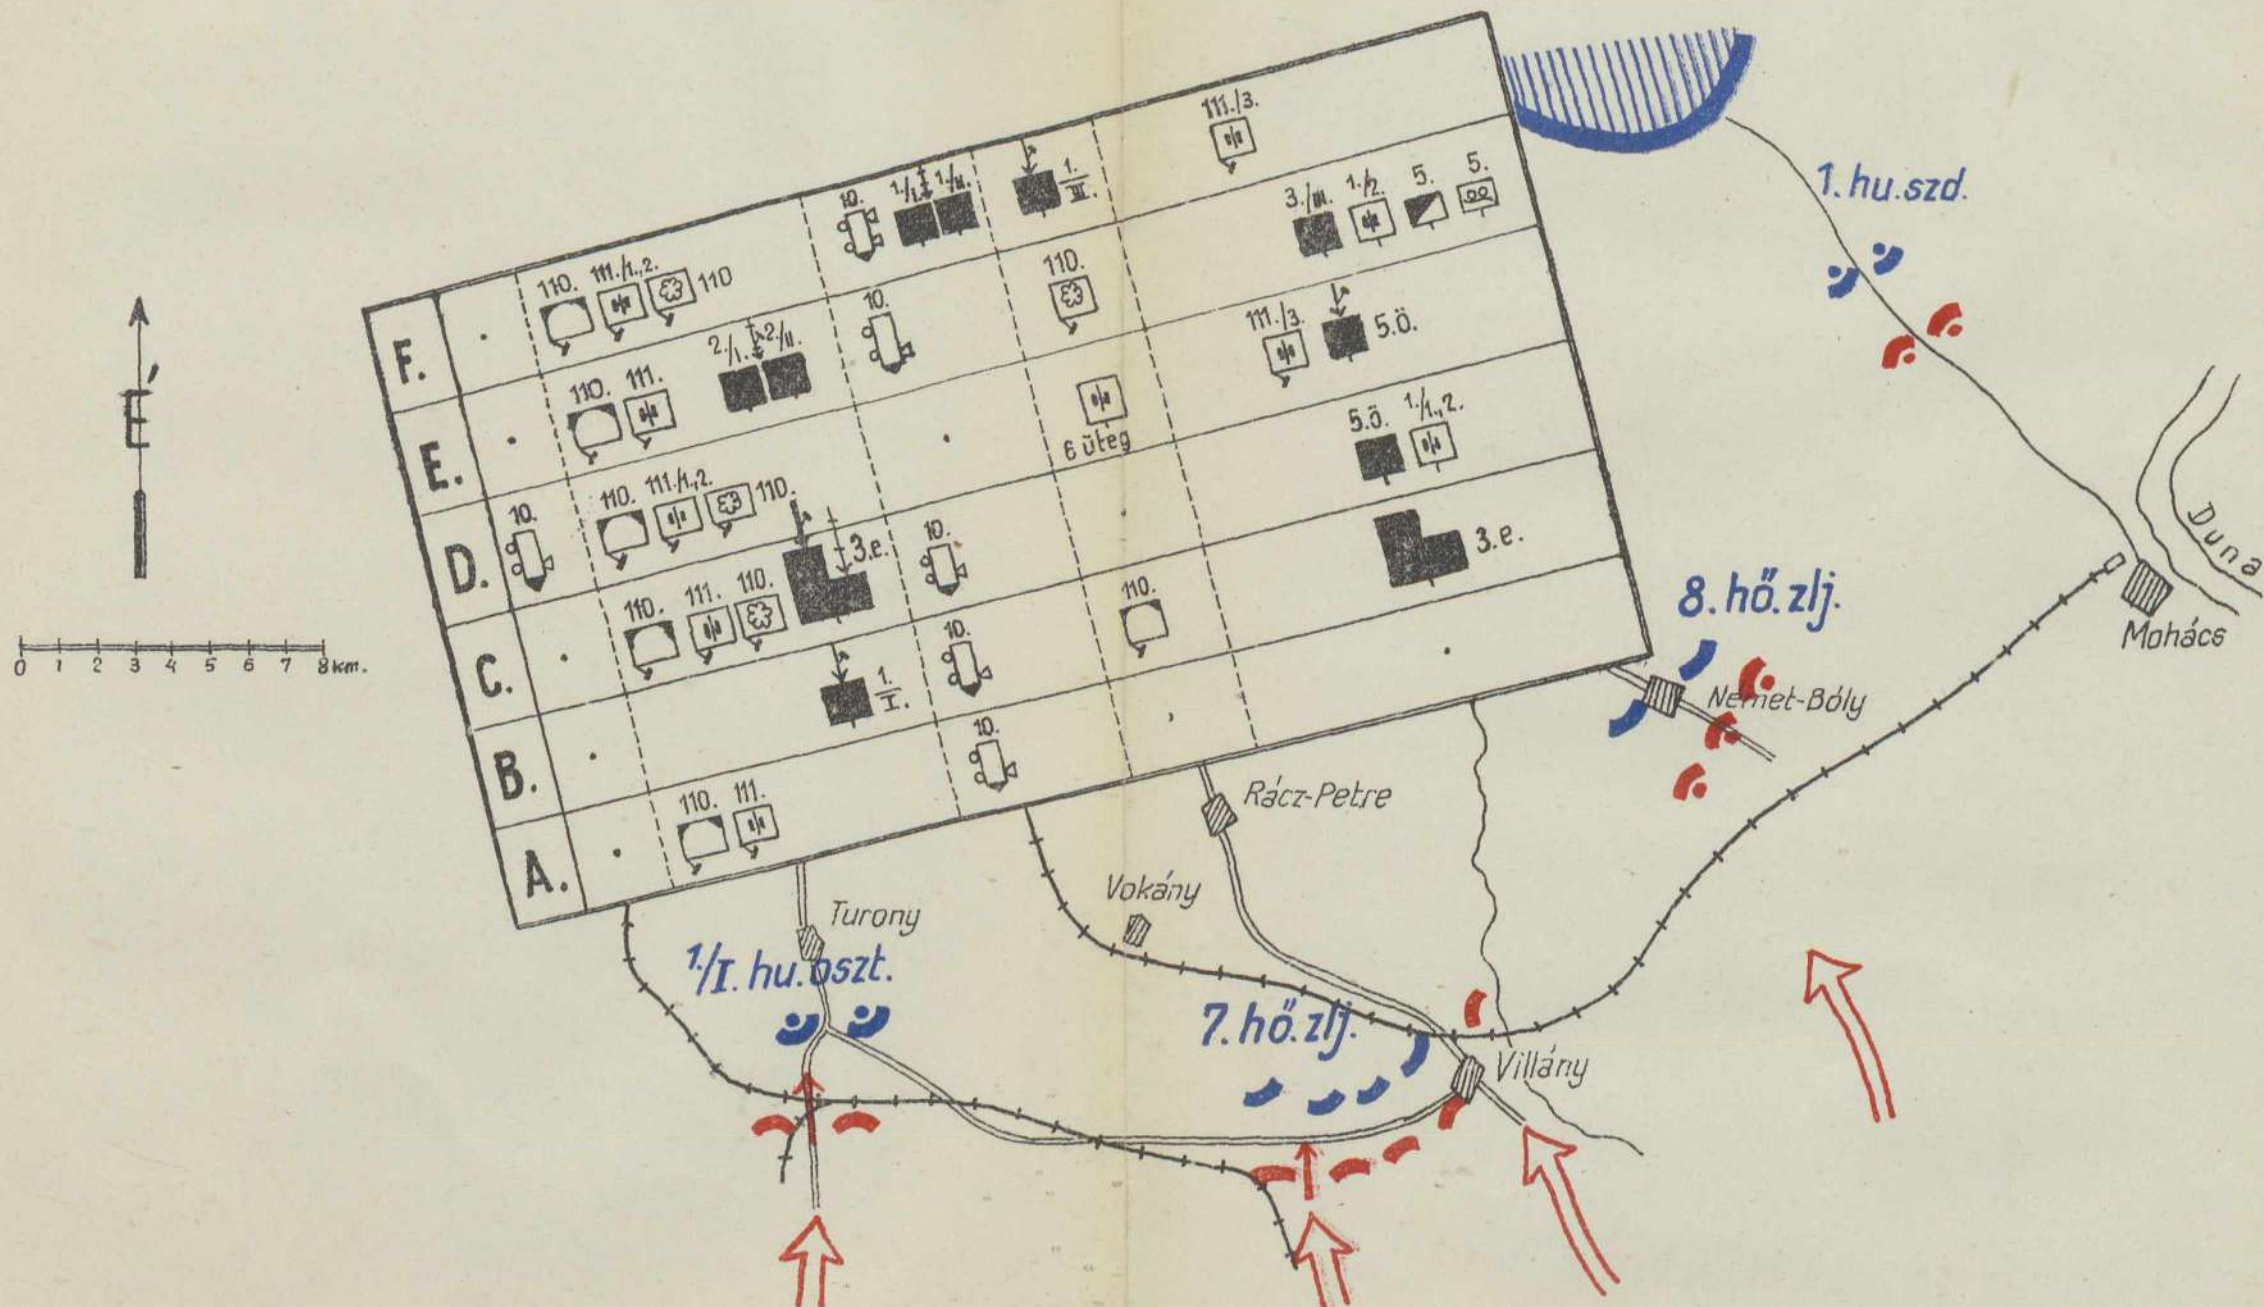 É
0 1 2 3 4 5 6 7 8 km.
F.
110. 111./1.,2. 110
10. 1./I. 1./II.
1./III.
111./3.
E.
110. 111.
2./I. 2./II.
10.
110.
3./III. 1./2. 5. 5.
D.
10.
110. 111./1.,2. 110.
6 üteg
111./3. 5.ö.
C.
110. 111. 110. 3.e.
10.
5.ö. 1./1.,2.
B.
1./I.
10.
110.
3.e.
A.
110. 111.
10.
1. hu. szd.
Duna
Mohács
8. hő. zlj.
Német-Bóly
Rácz-Petre
Vokány
Turony
1./I. hu. oszt.
7. hő. zlj.
Villány